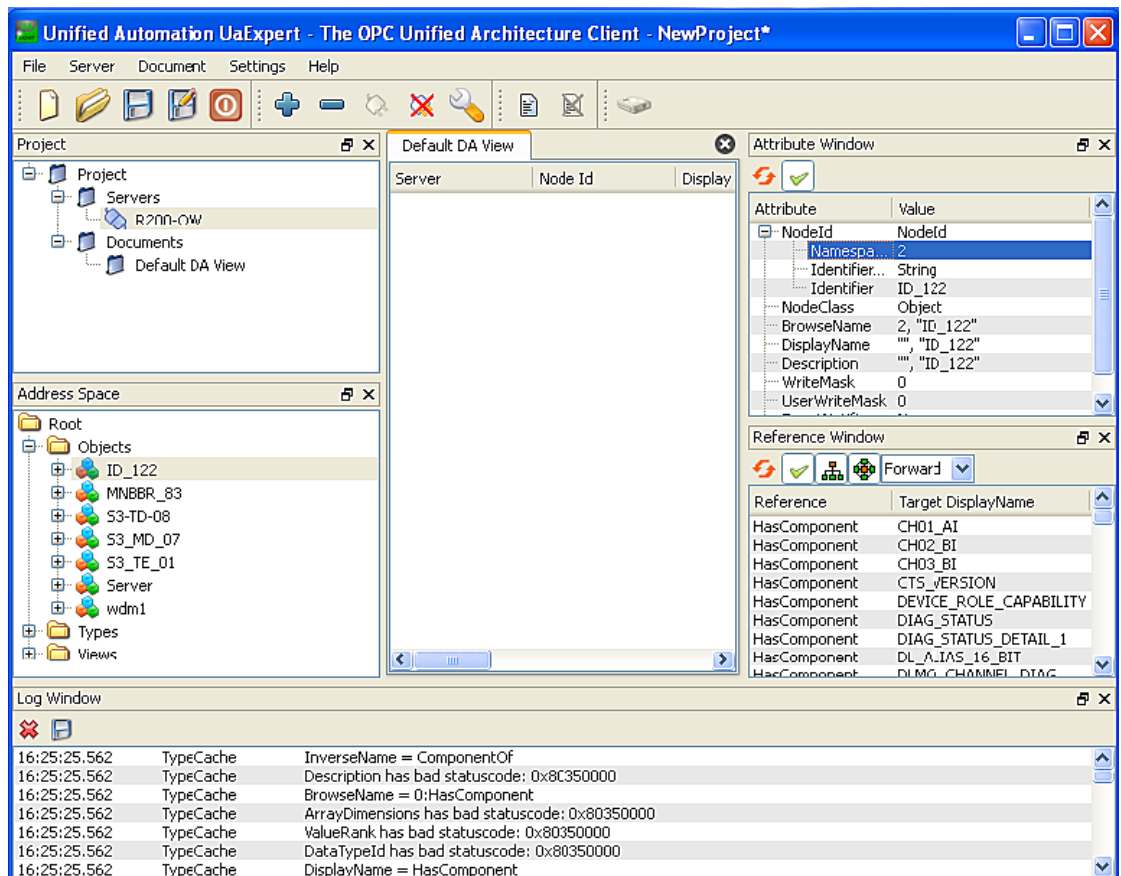 Unified Automation UaExpert - The OPC Unified Architecture Client - NewProject*
File Server Document Settings Help
Project
Project
Servers
R200-OW
Documents
Default DA View
Address Space
Root
Objects
ID_122
MNBBR_83
S3-TD-08
S3_MD_07
S3_TE_01
Server
wdm1
Types
Views
Default DA View
Server Node Id Display
Attribute Window
Attribute Value
NodeId NodeId
Namespa... 2
Identifier... String
Identifier ID_122
NodeClass Object
BrowseName 2, "ID_122"
DisplayName "", "ID_122"
Description "", "ID_122"
WriteMask 0
UserWriteMask 0
Reference Window
Forward
Reference Target DisplayName
HasComponent CH01_AI
HasComponent CH02_BI
HasComponent CH03_BI
HasComponent CTS_VERSION
HasComponent DEVICE_ROLE_CAPABILITY
HasComponent DIAG_STATUS
HasComponent DIAG_STATUS_DETAIL_1
HasComponent DL_ALIAS_16_BIT
HasComponent DLMO_CHANNEL_DIAG
Log Window
16:25:25.562 TypeCache InverseName = ComponentOf
16:25:25.562 TypeCache Description has bad statuscode: 0x80350000
16:25:25.562 TypeCache BrowseName = 0:HasComponent
16:25:25.562 TypeCache ArrayDimensions has bad statuscode: 0x80350000
16:25:25.562 TypeCache ValueRank has bad statuscode: 0x80350000
16:25:25.562 TypeCache DataTypeId has bad statuscode: 0x80350000
16:25:25.562 TypeCache DisplayName = HasComponent